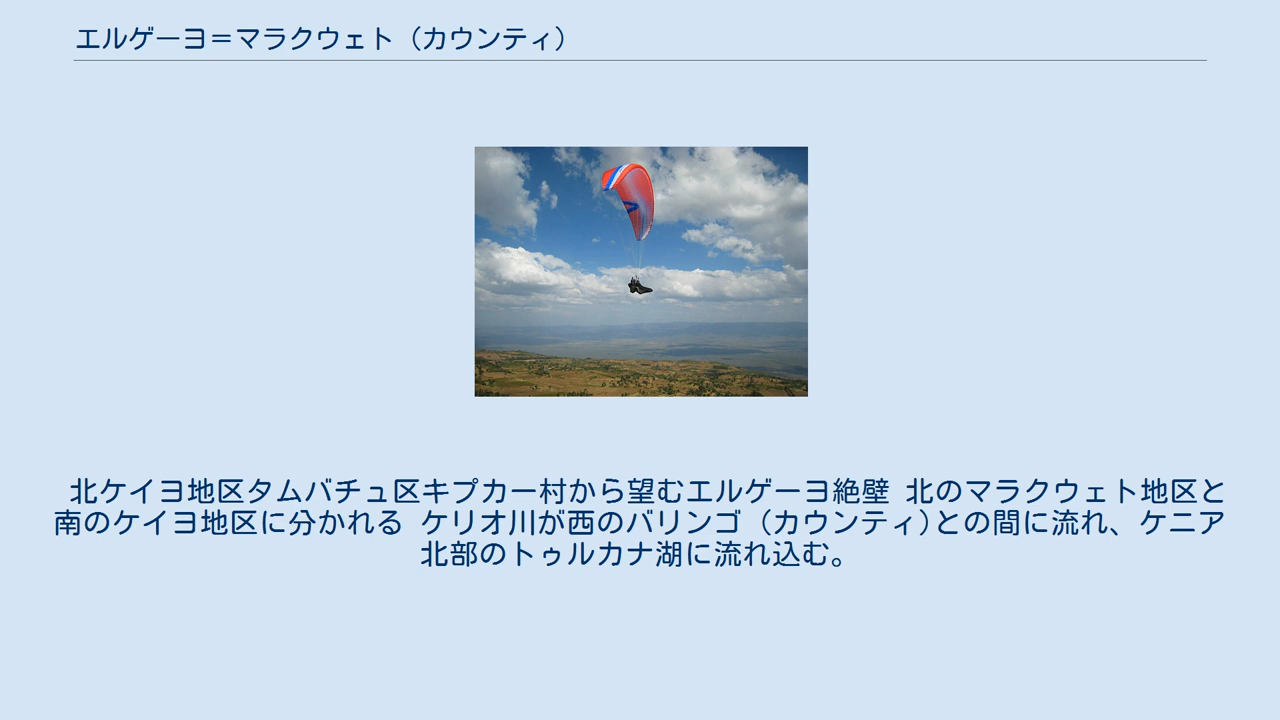 エルゲーヨ＝マラクウェト（カウンティ）
北ケイヨ地区タムバチュ区キプカー村から望むエルゲーヨ絶壁 北のマラクウェト地区と
南のケイヨ地区に分かれる ケリオ川が西のバリンゴ（カウンティ)との間に流れ、ケニア
北部のトゥルカナ湖に流れ込む。